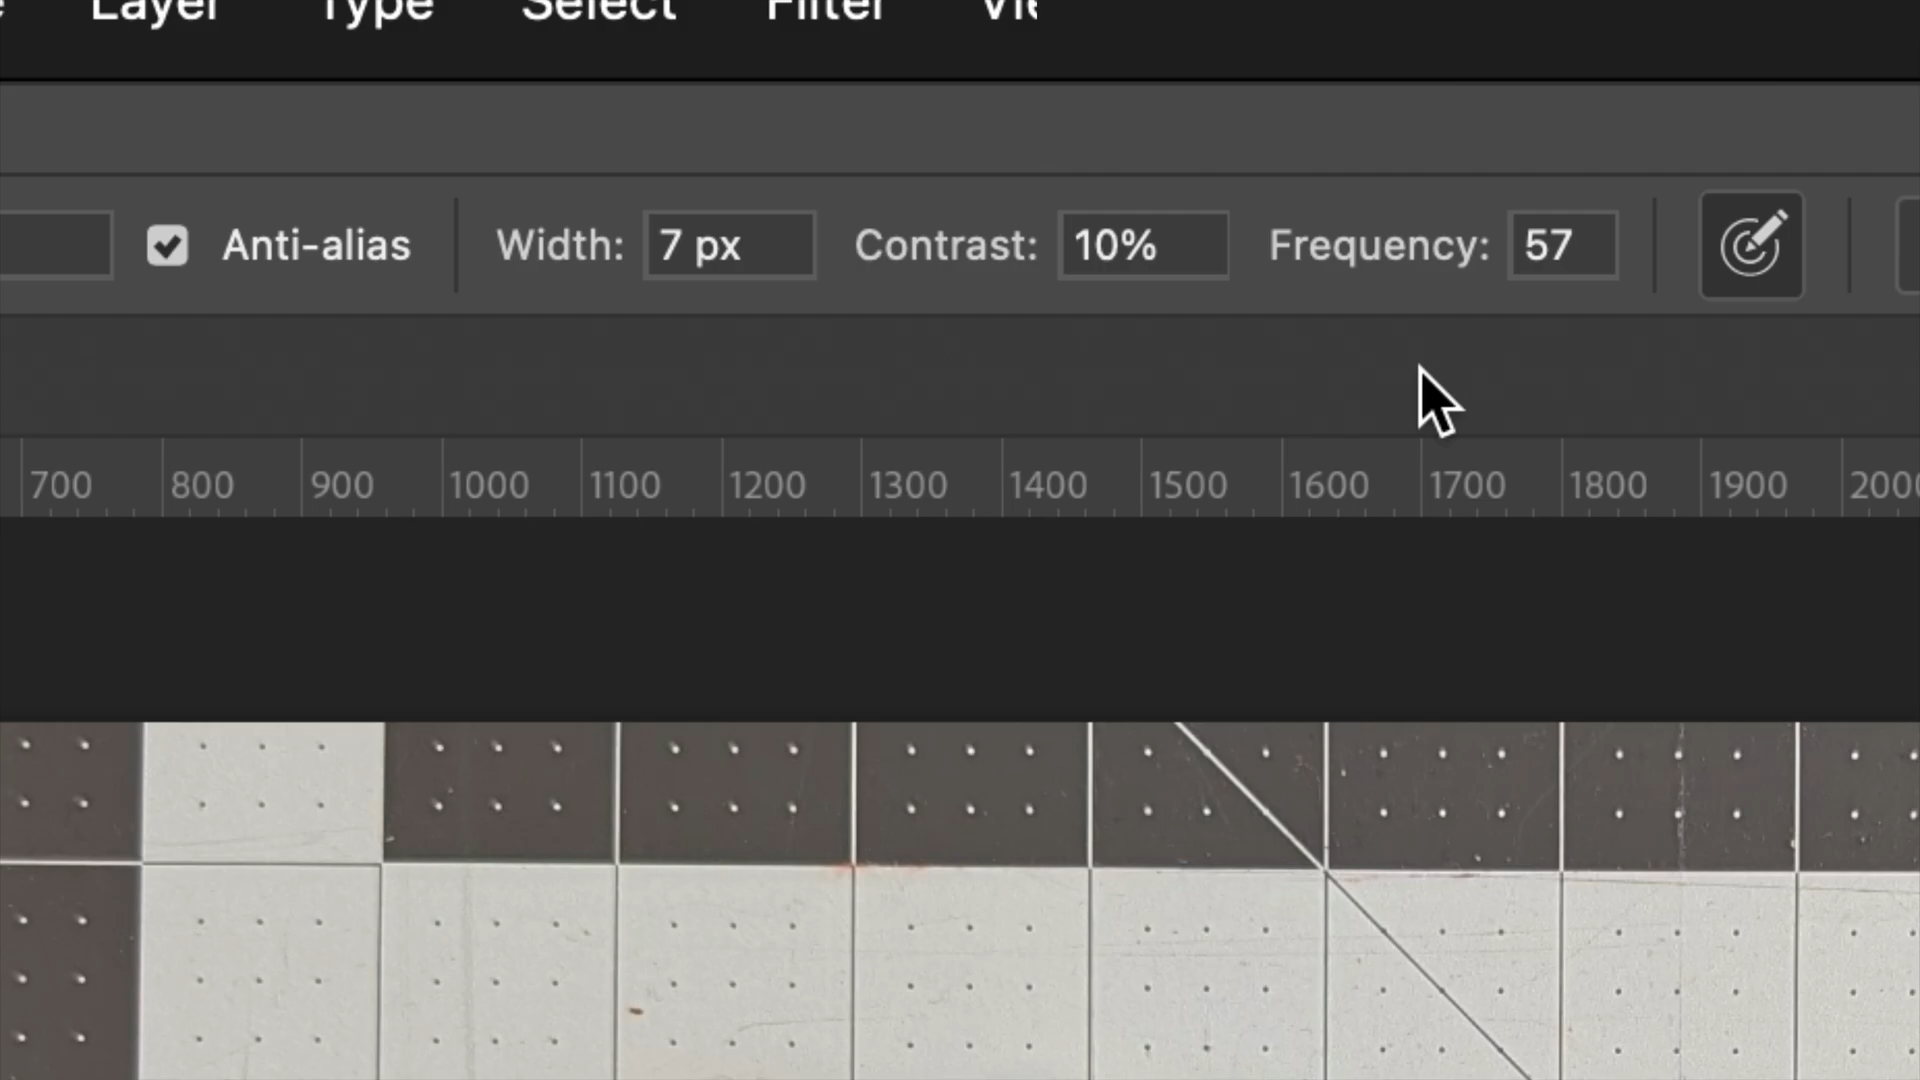 Layer Type Select Filter
Anti-alias Width: 7 px Contrast: 10% Frequency: 57
700 800 900 1000 1100 1200 1300 1400 1500 1600 1700 1800 1900 2000